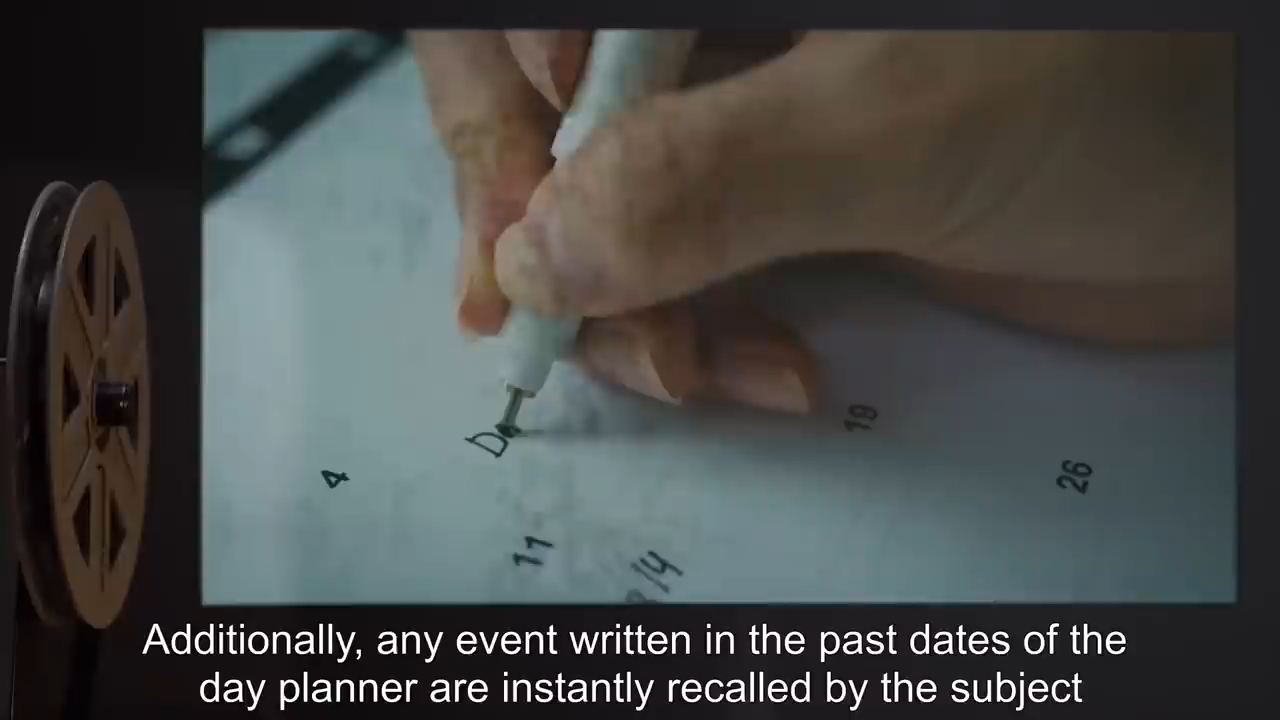 D
4
19
26
11
/14
Additionally, any event written in the past dates of the
day planner are instantly recalled by the subject